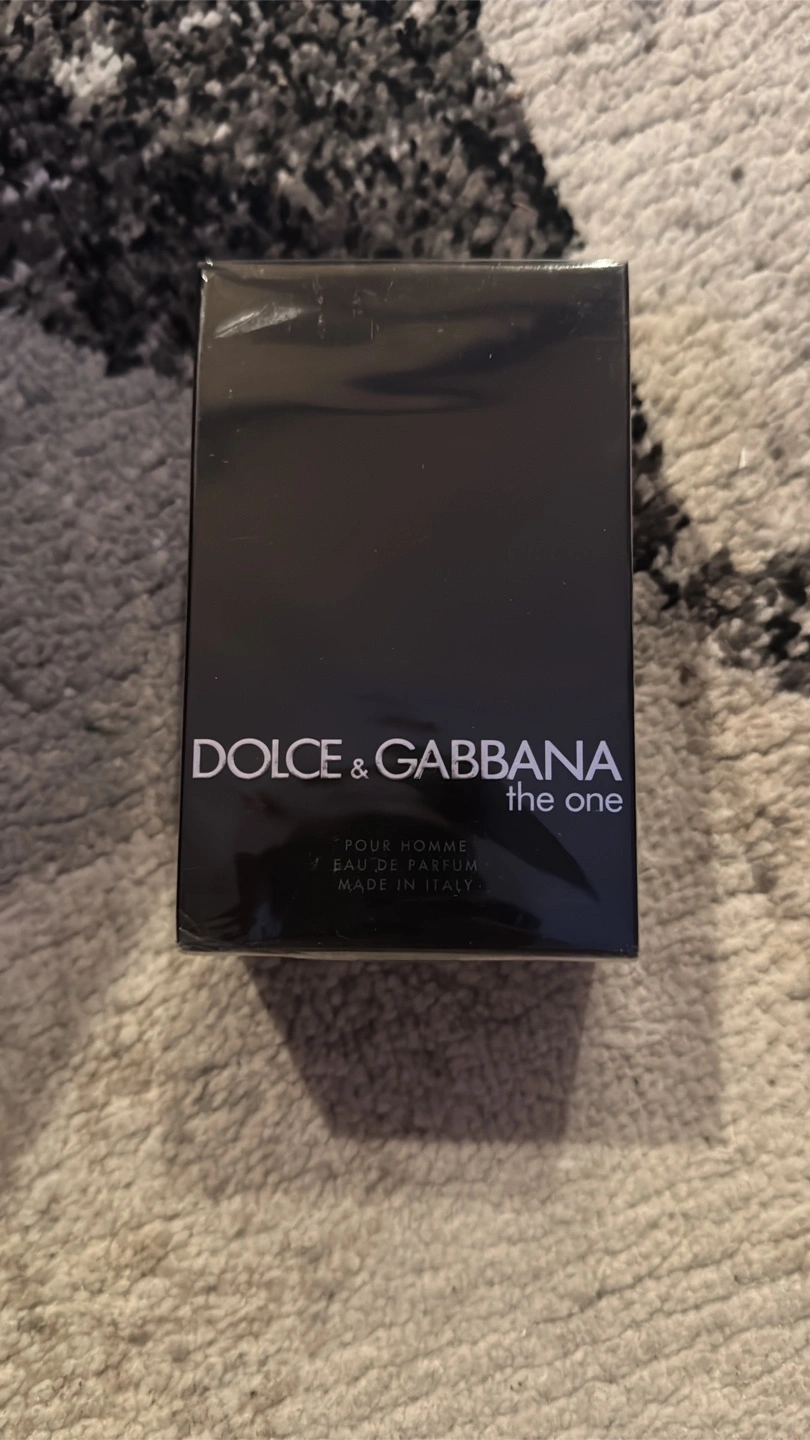 DOLCE & GABBANA
the one
POUR HOMME
EAU DE PARFUM
MADE IN ITALY